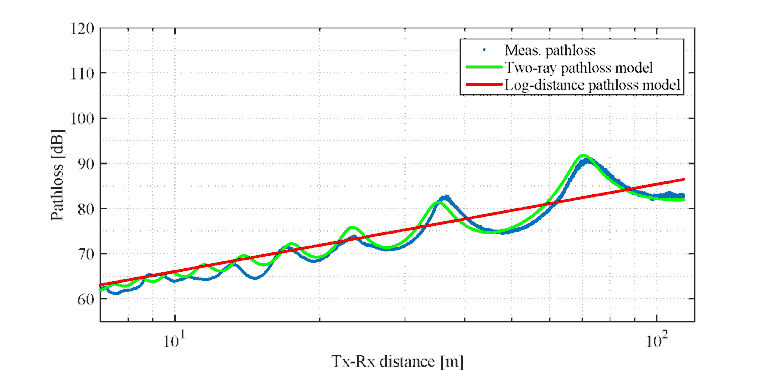 120
110
100
90
80
70
60
Pathloss [dB]
Meas. pathloss
Two-ray pathloss model
Log-distance pathloss model
10^1
10^2
Tx-Rx distance [m]